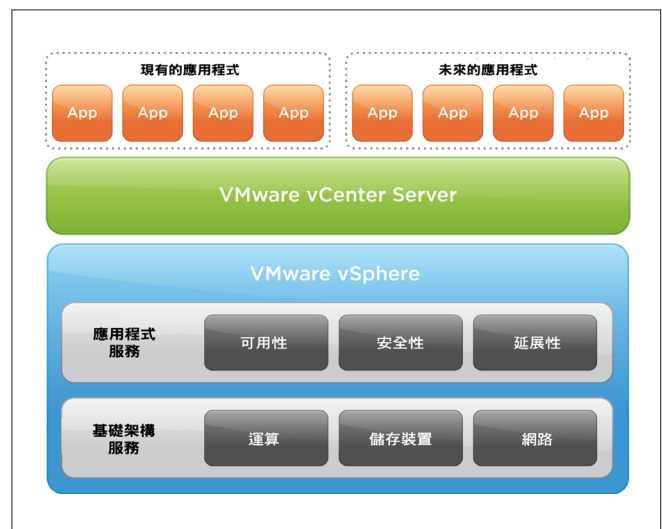 現有的應用程式
未來的應用程式
App App App App
App App App App
VMware vCenter Server
VMware vSphere
應用程式
服務
可用性
安全性
延展性
基礎架構
服務
運算
儲存裝置
網路